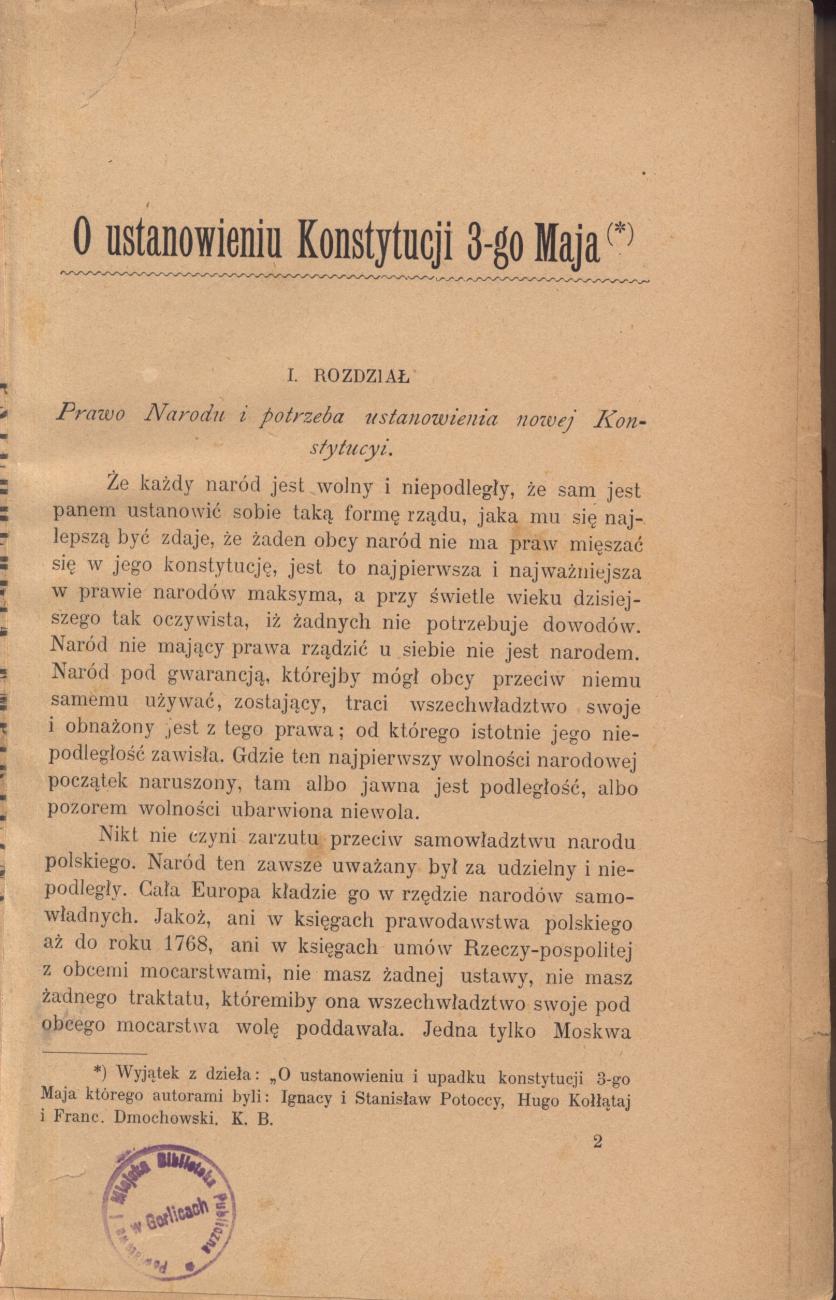 O ustanowieniu Konstytucji 3-go Maja (*)
I. ROZDZIAŁ
Prawo Narodu i potrzeba ustanowienia nowej Kon-
stytucyi.
Że każdy naród jest wolny i niepodległy, że sam jest
panem ustanowić sobie taką formę rządu, jaka mu się naj-
lepszą być zdaje, że żaden obcy naród nie ma praw mięszać
się w jego konstytucję, jest to najpierwsza i najważniejsza
w prawie narodów maksyma, a przy świetle wieku dzisiej-
szego tak oczywista, iż żadnych nie potrzebuje dowodów.
Naród nie mający prawa rządzić u siebie nie jest narodem.
Naród pod gwarancją, którejby mógł obcy przeciw niemu
samemu używać, zostający, traci wszechwładztwo swoje
i obnażony jest z tego prawa; od którego istotnie jego nie-
podległość zawisła. Gdzie ten najpierwszy wolności narodowej
początek naruszony, tam albo jawna jest podległość, albo
pozorem wolności ubarwiona niewola.
Nikt nie czyni zarzutu przeciw samowładztwu narodu
polskiego. Naród ten zawsze uważany był za udzielny i nie-
podległy. Cała Europa kładzie go w rzędzie narodów samo-
władnych. Jakoż, ani w księgach prawodawstwa polskiego
aż do roku 1768, ani w księgach umów Rzeczy-pospolitej
z obcemi mocarstwami, nie masz żadnej ustawy, nie masz
żadnego traktatu, któremiby ona wszechwładztwo swoje pod
obcego mocarstwa wolę poddawała. Jedna tylko Moskwa
*) Wyjątek z dzieła: „O ustanowieniu i upadku konstytucji 3-go
Maja którego autorami byli: Ignacy i Stanisław Potoccy, Hugo Kołłątaj
i Franc. Dmochowski. K. B.
2
Powiatowa i Miejska Biblioteka Publiczna
w Gorlicach